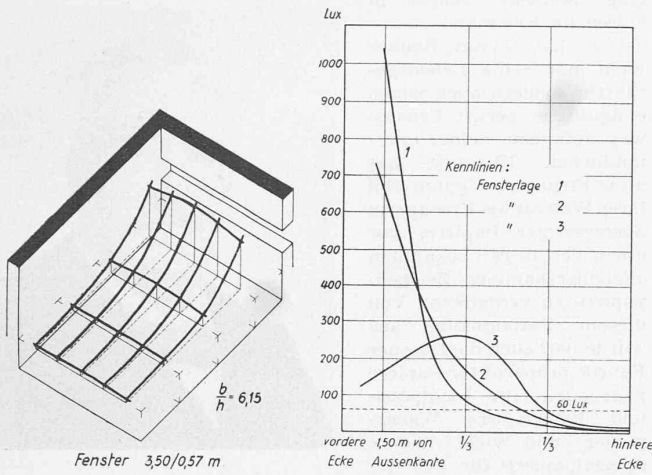 Lux
1000
900
800
700
600
500
400
300
200
100
1
2
3
Kennlinien :
Fensterlage 1
" 2
" 3
60 Lux
vordere Ecke
1,50 m von Aussenkante
1/3
1/3
hintere Ecke
b/h = 6,15
Fenster 3,50/0,57 m